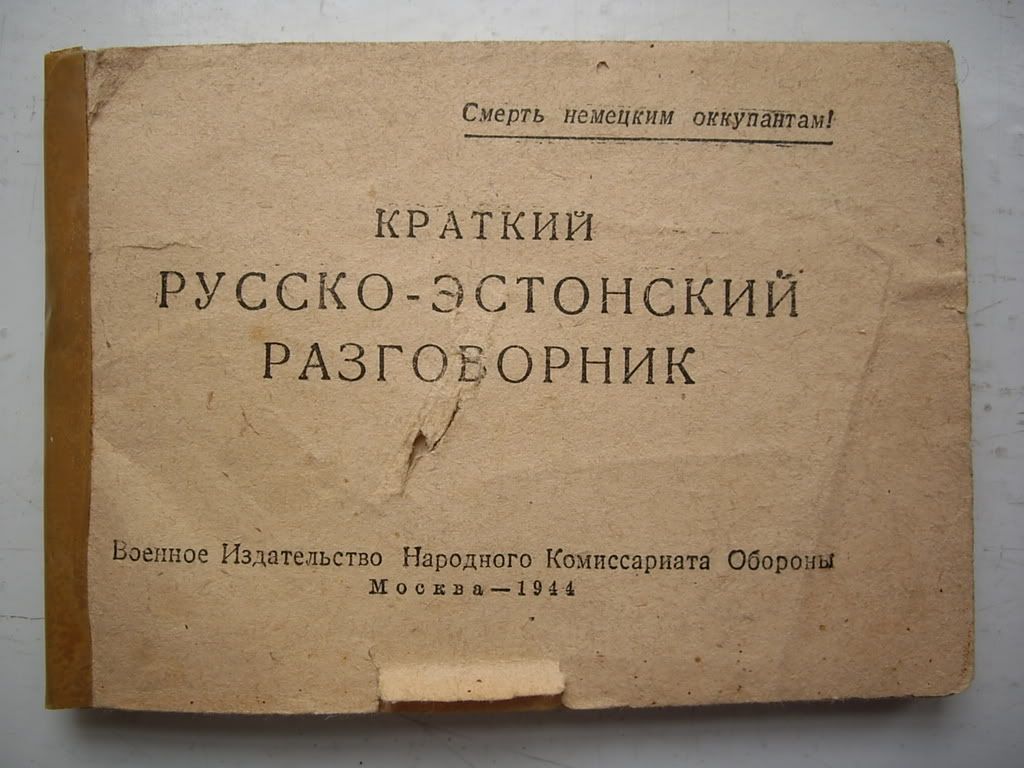 Смерть немецким оккупантам!
КРАТКИЙ
РУССКО-ЭСТОНСКИЙ
РАЗГОВОРНИК
Военное Издательство Народного Комиссариата Обороны
Москва—1944